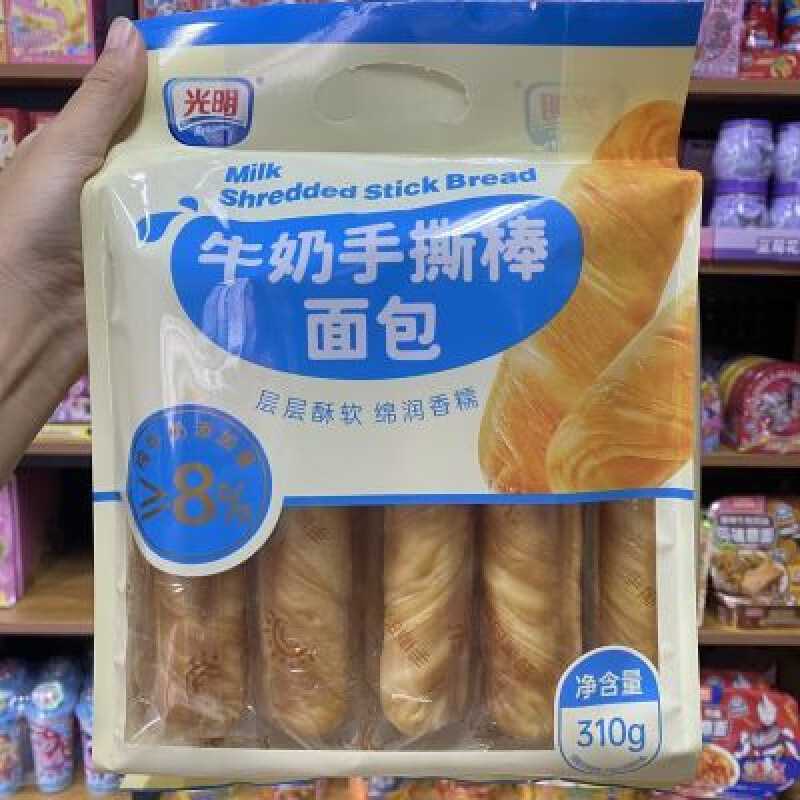 光明
Milk
Shredded Stick Bread
牛奶手撕棒
面包
层层酥软 绵润香糯
≥8%
净含量
310g